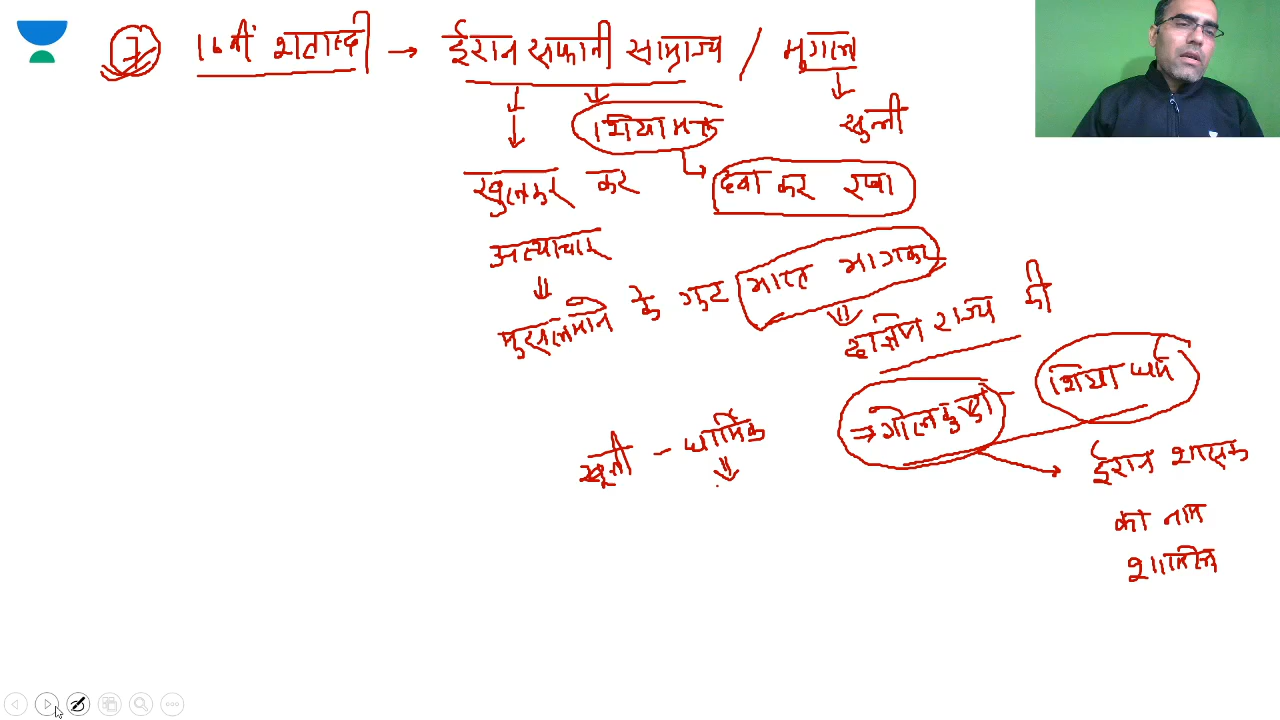 7 16वीं शताब्दी → ईरान सफावी साम्राज्य / मुगल
शिया मत
सुन्नी
खुलकर कर
दबा कर रखा
अत्याचार
मुसलमान के गुट भारत भागकर
दक्षिण राज्य की
⇒ गोलकुण्डा – शिया धर्म
सुन्नी – धार्मिक
ईरान शासक
का नाम
शामिल